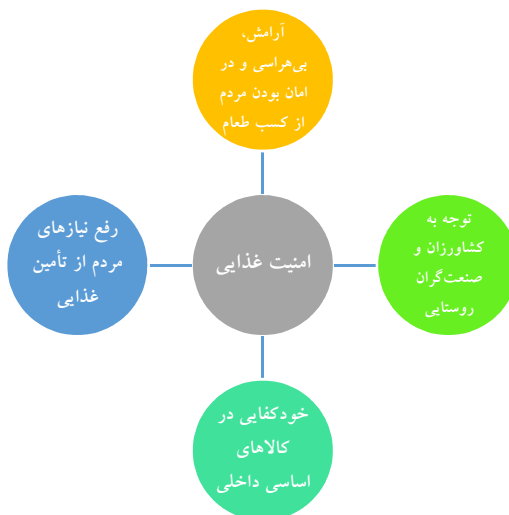 آرامش،
بی‌هراسی و در
امان بودن مردم
از کسب طعام
توجه به
کشاورزان و
صنعت‌گران
روستایی
امنیت غذایی
رفع نیازهای
مردم از تأمین
غذایی
خودکفایی در
کالاهای
اساسی داخلی